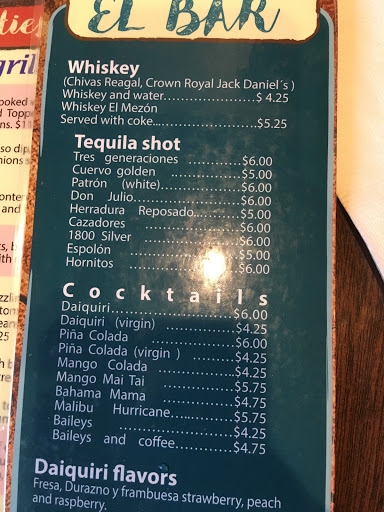 EL BAR
Whiskey
(Chivas Reagal, Crown Royal Jack Daniel´s )
Whiskey and water......................$ 4.25
Whiskey El Mezón
Served with coke.......................$5.25
Tequila shot
Tres generaciones ..............$6.00
Cuervo golden ...................$5.00
Patrón (white)......................$6.00
Don Julio...........................$6.00
Herradura Reposado.............$5.00
Cazadores ........................$6.00
1800 Silver ......................$6.00
Espolón ...........................$5.00
Hornitos ..........................$6.00
Cocktails
Daiquiri............................$6.00
Daiquiri (virgin) ..................$4.25
Piña Colada ......................$6.00
Piña Colada (virgin ) ............$4.25
Mango Colada ..................$4.25
Mango Mai Tai ..................$5.75
Bahama Mama ..................$4.75
Malibu Hurricane................$5.75
Baileys ...........................$4.25
Baileys and coffee...............$4.75
Daiquiri flavors
Fresa, Durazno y frambuesa strawberry, peach
and raspberry.